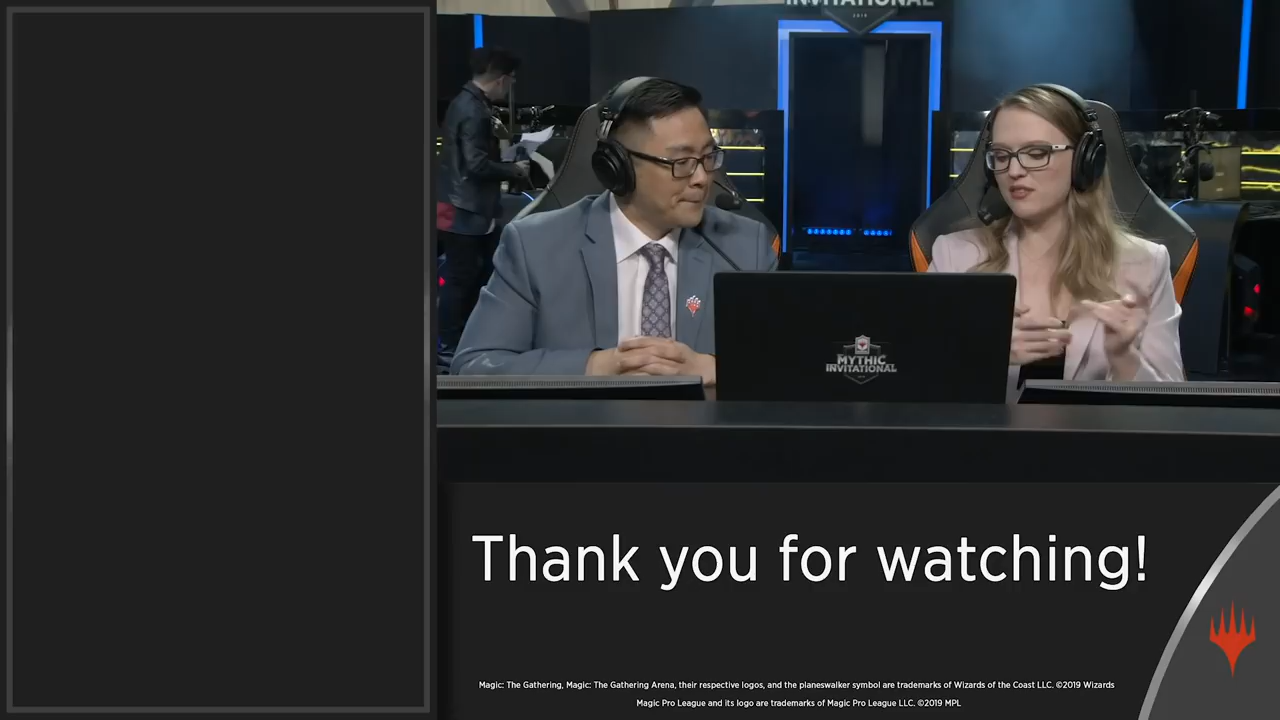 INVITATIONAL
2019
MYTHIC
INVITATIONAL
Thank you for watching!
Magic: The Gathering, Magic: The Gathering Arena, their respective logos, and the planeswalker symbol are trademarks of Wizards of the Coast LLC. ©2019 Wizards
Magic Pro League and its logo are trademarks of Magic Pro League LLC. ©2019 MPL